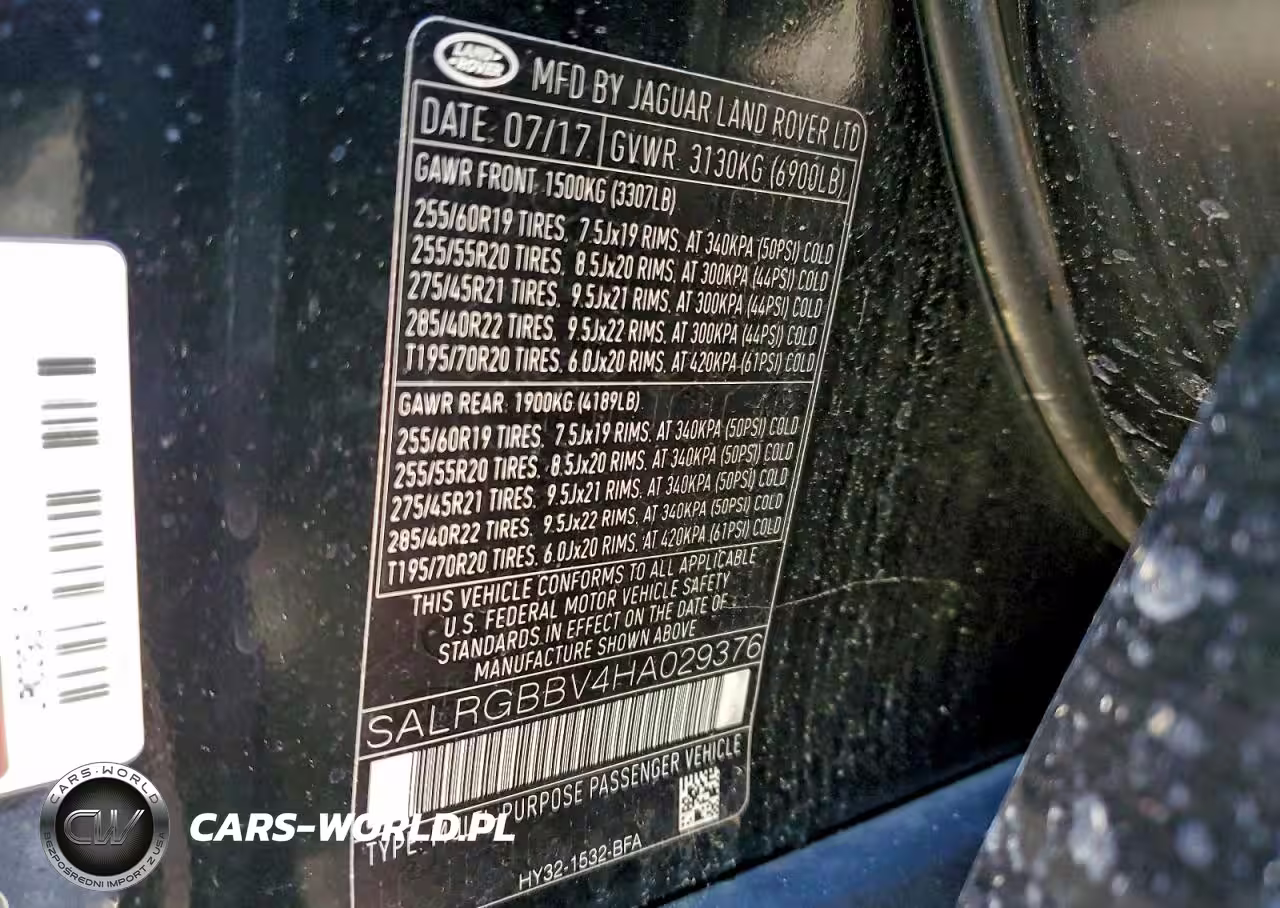 LAND ROVER
MFD BY JAGUAR LAND ROVER LTD
DATE: 07/17 GVWR: 3130KG (6900LB)
GAWR FRONT: 1500KG (3307LB)
255/60R19 TIRES, 7.5Jx19 RIMS, AT 340KPA (50PSI) COLD
255/55R20 TIRES, 8.5Jx20 RIMS, AT 300KPA (44PSI) COLD
275/45R21 TIRES, 9.5Jx21 RIMS, AT 300KPA (44PSI) COLD
285/40R22 TIRES, 9.5Jx22 RIMS, AT 300KPA (44PSI) COLD
T195/70R20 TIRES, 6.0Jx20 RIMS, AT 420KPA (61PSI) COLD
GAWR REAR: 1900KG (4189LB)
255/60R19 TIRES, 7.5Jx19 RIMS, AT 340KPA (50PSI) COLD
255/55R20 TIRES, 8.5Jx20 RIMS, AT 340KPA (50PSI) COLD
275/45R21 TIRES, 9.5Jx21 RIMS, AT 340KPA (50PSI) COLD
285/40R22 TIRES, 9.5Jx22 RIMS, AT 340KPA (50PSI) COLD
T195/70R20 TIRES, 6.0Jx20 RIMS, AT 420KPA (61PSI) COLD
THIS VEHICLE CONFORMS TO ALL APPLICABLE
U.S. FEDERAL MOTOR VEHICLE SAFETY
STANDARDS IN EFFECT ON THE DATE OF
MANUFACTURE SHOWN ABOVE
SALRGBBV4HA029376
TYPE: PURPOSE PASSENGER VEHICLE
HY32-1532-BFA
CARS-WORLD
CW
BEZPOŚREDNI IMPORT Z USA
CARS-WORLD.PL